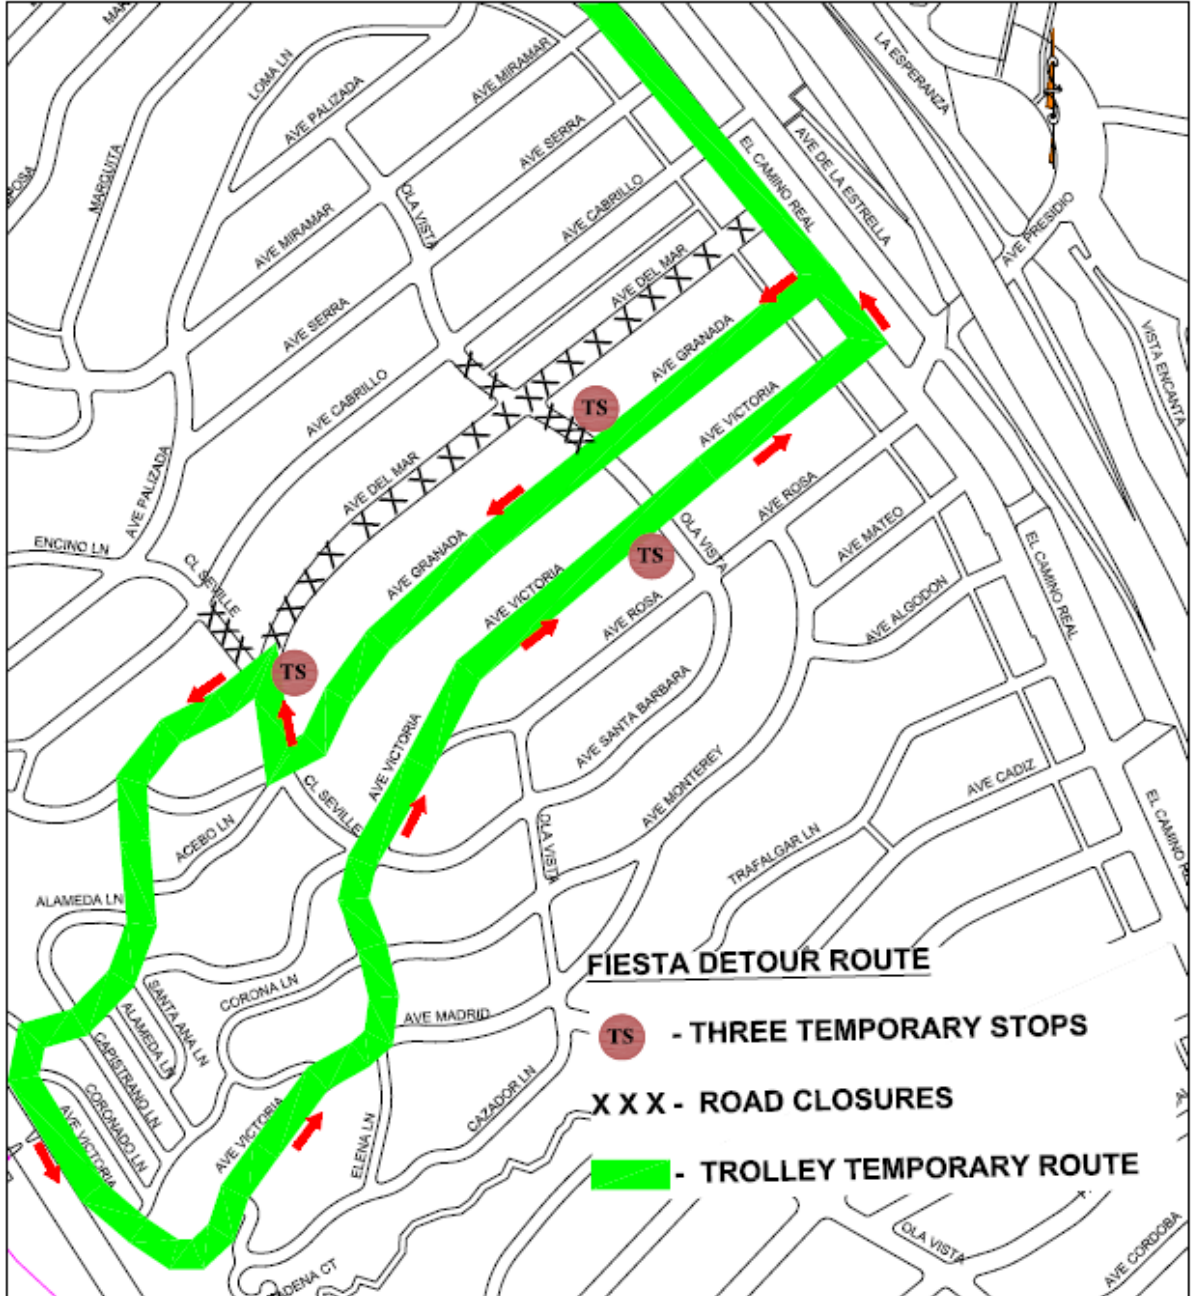 LOMA LN
AVE MIRAMAR
LA ESPERANZA
AVE PALIZADA
AVE SERRA
EL CAMINO REAL
AVE DE LA ESTRELLA
MARQUITA
OLA VISTA
AVE CABRILLO
AVE PRESIDIO
AVE MIRAMAR
AVE DEL MAR
AVE SERRA
AVE GRANADA
VISTA ENCANTA
AVE CABRILLO
TS
AVE VICTORIA
AVE DEL MAR
AVE PALIZADA
AVE ROSA
OLA VISTA
AVE MATEO
ENCINO LN
AVE GRANADA
TS
EL CAMINO REAL
CL SEVILLE
AVE VICTORIA
AVE ROSA
AVE ALGODON
TS
AVE SANTA BARBARA
AVE VICTORIA
AVE MONTEREY
CL SEVILLE
AVE CADIZ
ACEBO LN
OLA VISTA
TRAFALGAR LN
EL CAMINO
ALAMEDA LN
FIESTA DETOUR ROUTE
CORONA LN
SANTA ANA LN
AVE MADRID
ALAMEDA LN
TS - THREE TEMPORARY STOPS
CAPISTRANO LN
CORONADO LN
CAZADOR LN
X X X - ROAD CLOSURES
AVE VICTORIA
AVE VICTORIA
ELENA LN
- TROLLEY TEMPORARY ROUTE
OLA VISTA
AVE CORDOBA
DENA CT